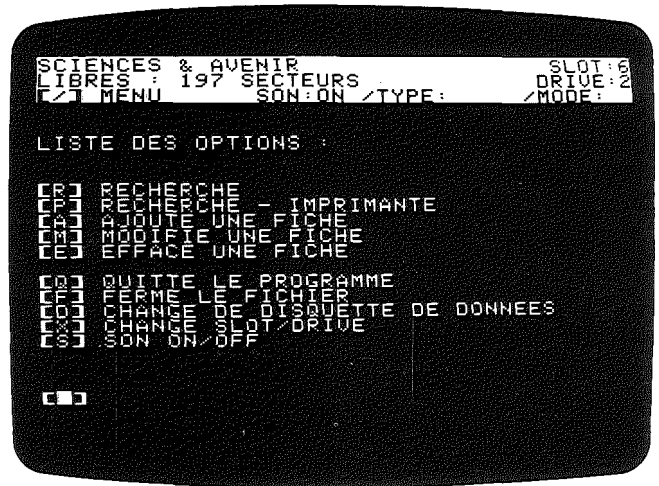 SCIENCES & AVENIR SLOT:6
LIBRES : 197 SECTEURS DRIVE:2
[/] MENU SON:ON /TYPE: /MODE:
LISTE DES OPTIONS :
[R] RECHERCHE
[P] RECHERCHE - IMPRIMANTE
[A] AJOUTE UNE FICHE
[M] MODIFIE UNE FICHE
[E] EFFACE UNE FICHE
[Q] QUITTE LE PROGRAMME
[F] FERME LE FICHIER
[D] CHANGE DE DISQUETTE DE DONNEES
[X] CHANGE SLOT/DRIVE
[S] SON ON/OFF
[ ]